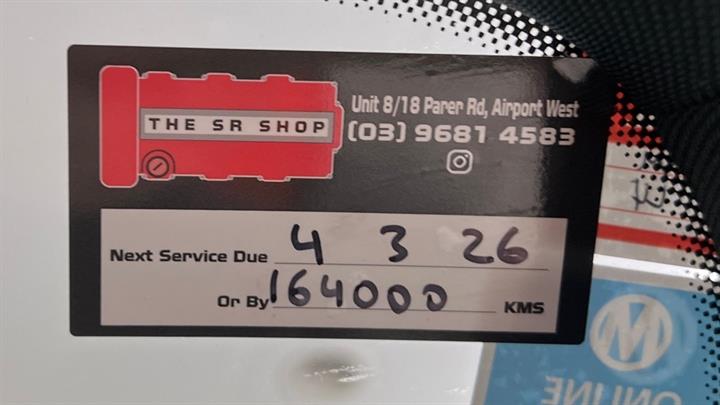 THE SR SHOP
Unit 8/18 Parer Rd, Airport West
(03) 9681 4583
Next Service Due 4 3 26
Or By 164000 KMS
M
ONLINE